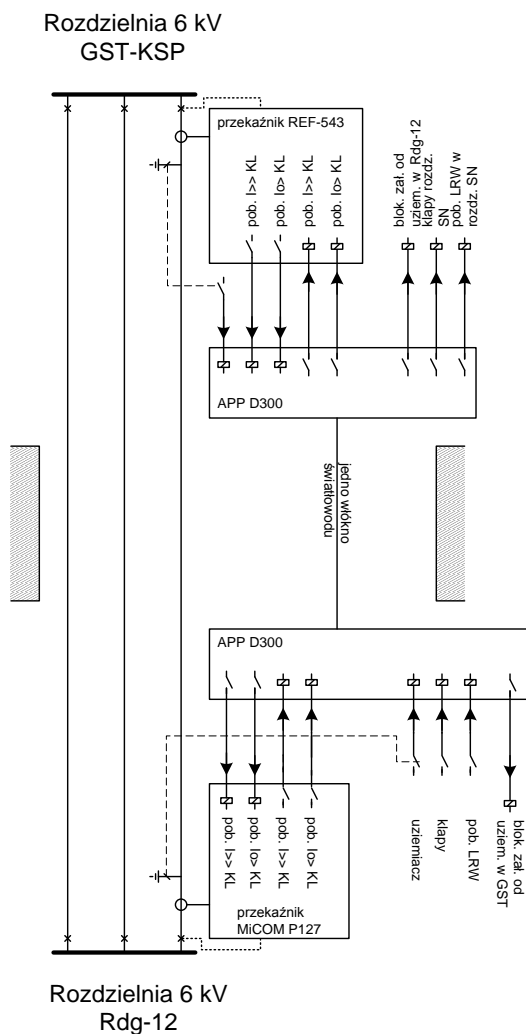 Rozdzielnia 6 kV
GST-KSP
przekaźnik REF-543
pob. I>> KL
pob. Io> KL
pob. I>> KL
pob. Io> KL
blok. zał. od
uziem. w Rdg-12
klapy rozdz.
SN
pob. LRW w
rozdz. SN
APP D300
jedno włókno
światłowodu
APP D300
pob. I>> KL
pob. Io> KL
pob. I>> KL
pob. Io> KL
uziemiacz
klapy
pob. LRW
blok. zał. od
uziem. w GST
przekaźnik
MiCOM P127
Rozdzielnia 6 kV
Rdg-12